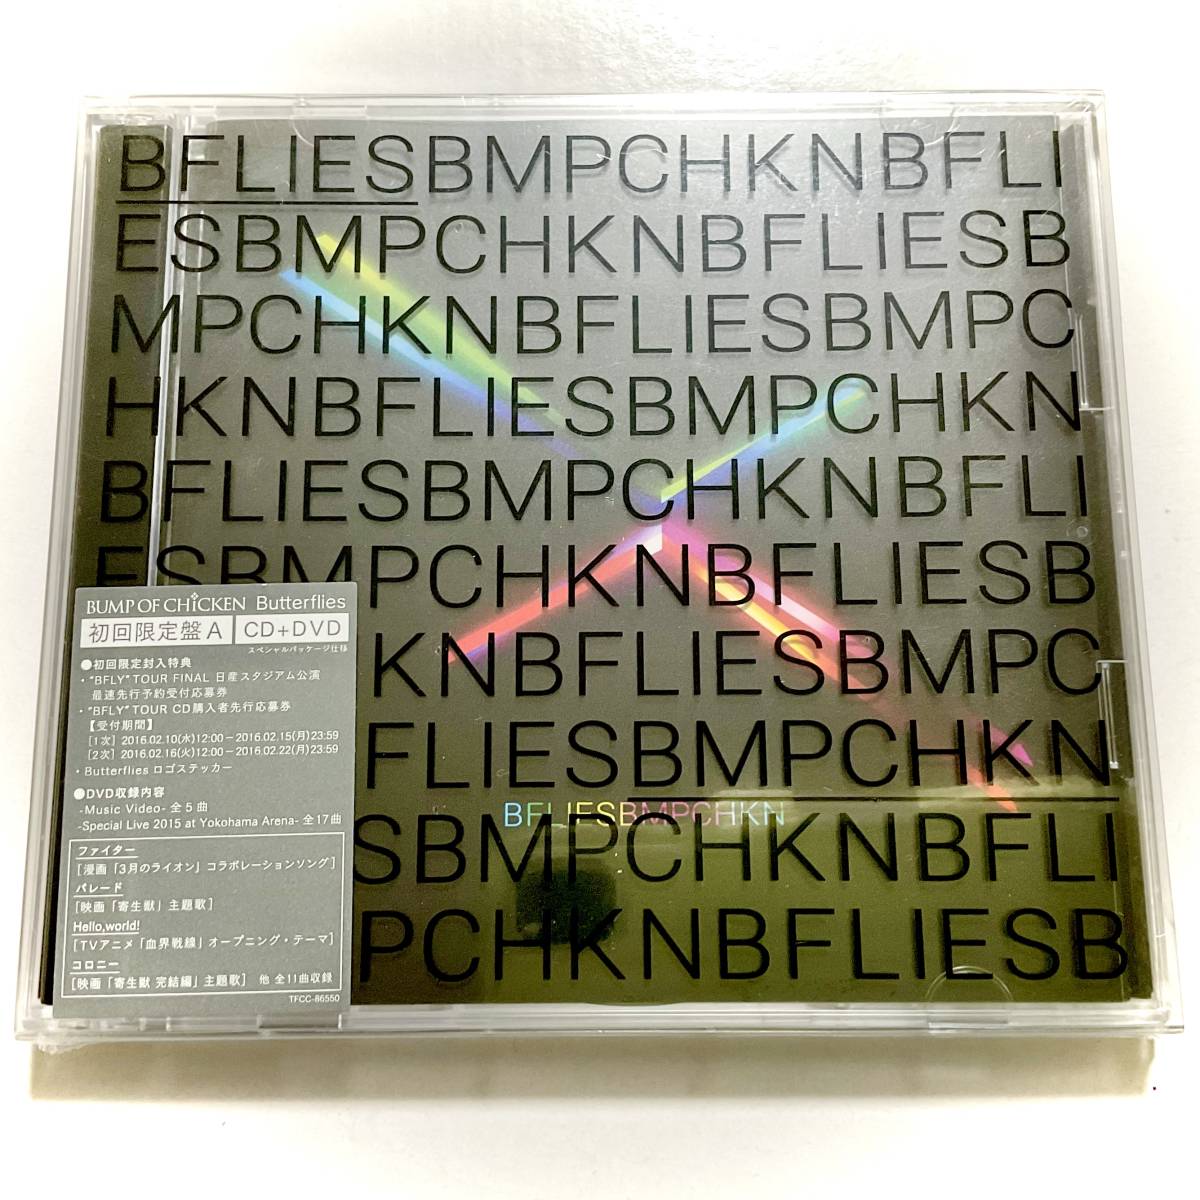 BFLIESBMPCHKNBFLI
ESBMPCHKNBFLIESB
MPCHKNBFLIESBMPC
HKNBFLIESBMPCHKN
BFLIESBMPCHKNBFLI
ESBMPCHKNBFLIESB
KNBFLIESBMPC
FLIESBMPCHKN
BFLIESBMPCHKN
SBMPCHKNBFLI
PCHKNBFLIESB
BUMP OF CHiCKEN Butterflies
初回限定盤A CD+DVD
スペシャルパッケージ仕様
●初回限定封入特典
・"BFLY" TOUR FINAL 日産スタジアム公演
最速先行予約受付応募券
・"BFLY" TOUR CD購入者先行応募券
【受付期間】
[1次] 2016.02.10(水)12:00－2016.02.15(月)23:59
[2次] 2016.02.16(火)12:00－2016.02.22(月)23:59
・Butterflies ロゴステッカー
●DVD収録内容
-Music Video- 全5曲
-Special Live 2015 at Yokohama Arena- 全17曲
ファイター
[漫画「3月のライオン」コラボレーションソング]
パレード
[映画「寄生獣」主題歌]
Hello,world!
[TVアニメ「血界戦線」オープニング・テーマ]
コロニー
[映画「寄生獣 完結編」主題歌] 他 全11曲収録
TFCC-86550